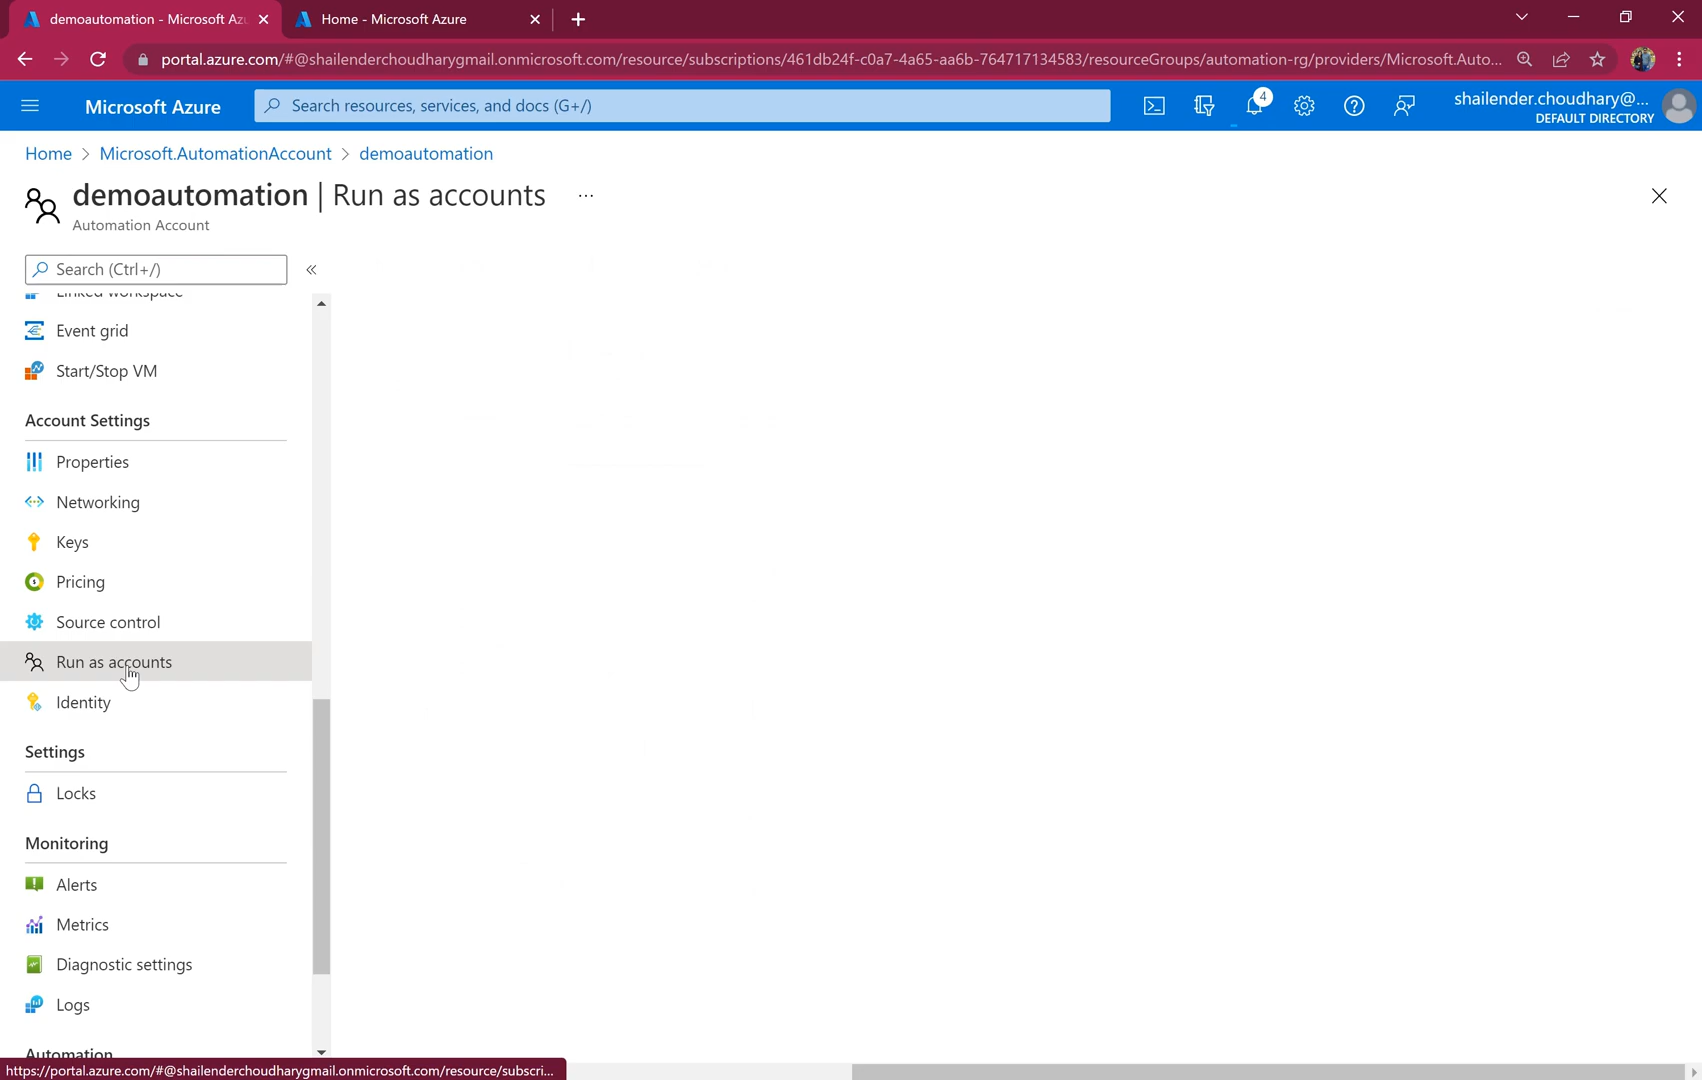 demoautomation - Microsoft Az
Home - Microsoft Azure
portal.azure.com/#@shailenderchoudharygmail.onmicrosoft.com/resource/subscriptions/461db24f-c0a7-4a65-aa6b-764717134583/resourceGroups/automation-rg/providers/Microsoft.Auto...
Microsoft Azure
Search resources, services, and docs (G+/)
4
shailender.choudhary@...
DEFAULT DIRECTORY
Home > Microsoft.AutomationAccount > demoautomation
demoautomation | Run as accounts ...
Automation Account
Search (Ctrl+/)
«
Linked workspace
Event grid
Start/Stop VM
Account Settings
Properties
Networking
Keys
Pricing
Source control
Run as accounts
Identity
Settings
Locks
Monitoring
Alerts
Metrics
Diagnostic settings
Logs
Automation
https://portal.azure.com/#@shailenderchoudharygmail.onmicrosoft.com/resource/subscri...